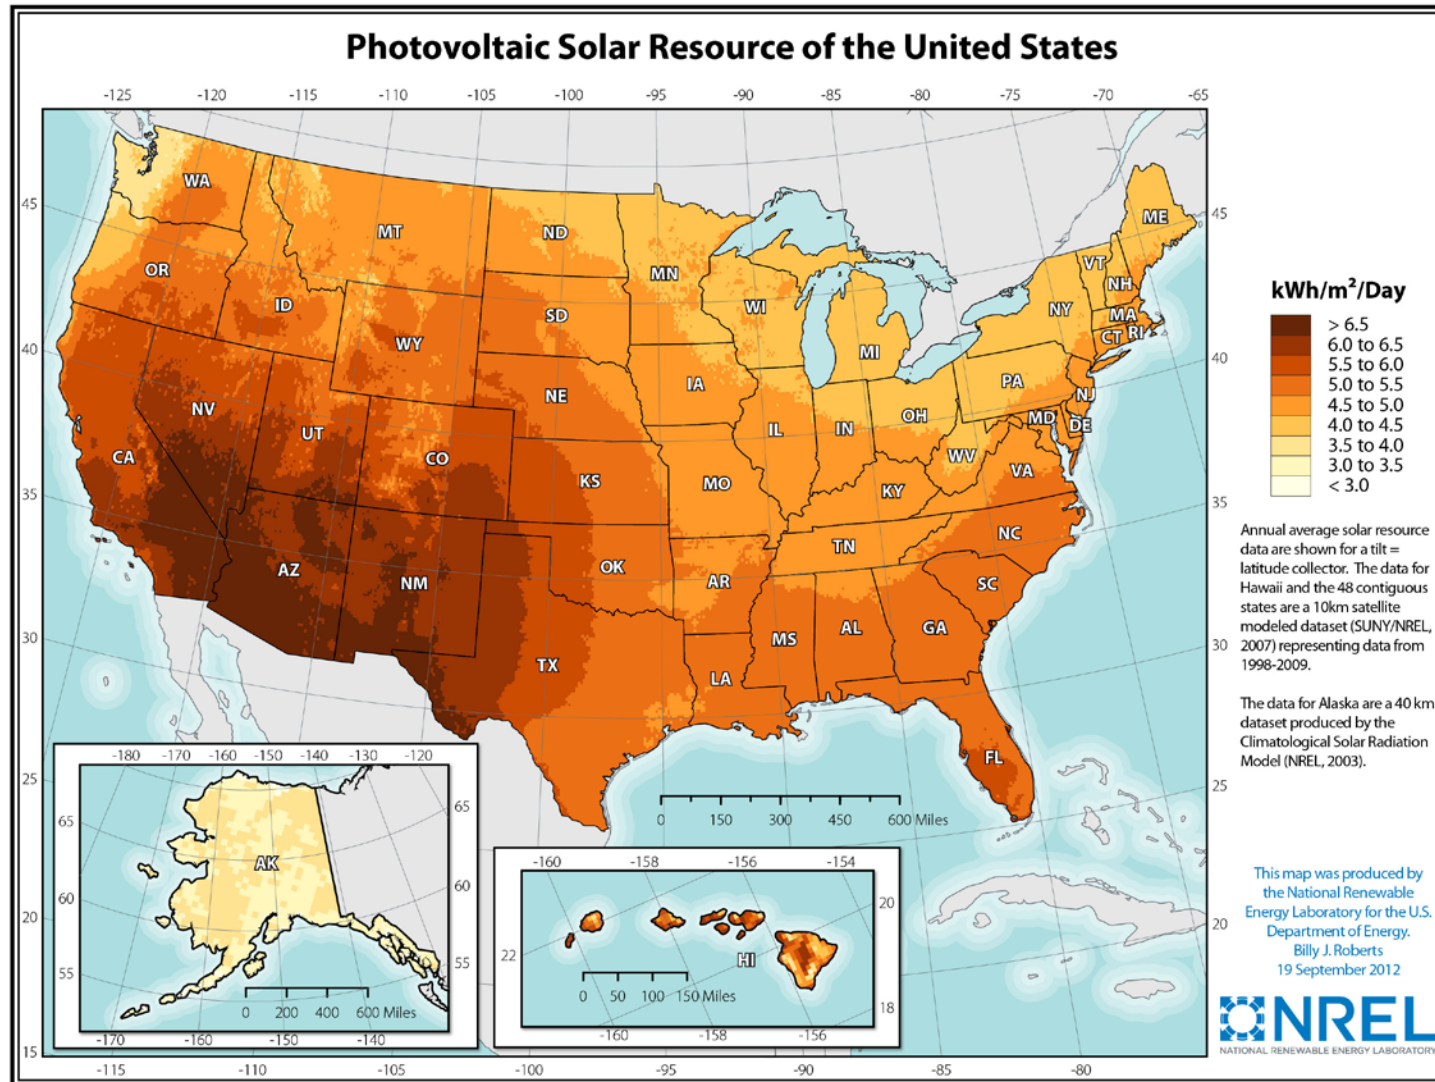 Photovoltaic Solar Resource of the United States
-125 -120 -115 -110 -105 -100 -95 -90 -85 -80 -75 -70 -65
45
40
35
30
25
20
15
45
40
35
30
25
20
WA
MT
ND
MN
ME
VT
NH
OR
ID
WY
SD
WI
MI
NY
MA
CT RI
NV
UT
CO
NE
IA
PA
NJ
CA
KS
MO
IL
IN
OH
MD
DE
WV
VA
KY
AZ
NM
OK
AR
TN
NC
SC
TX
LA
MS
AL
GA
FL
0 150 300 450 600 Miles
kWh/m²/Day
> 6.5
6.0 to 6.5
5.5 to 6.0
5.0 to 5.5
4.5 to 5.0
4.0 to 4.5
3.5 to 4.0
3.0 to 3.5
< 3.0
Annual average solar resource
data are shown for a tilt =
latitude collector. The data for
Hawaii and the 48 contiguous
states are a 10km satellite
modeled dataset (SUNY/NREL,
2007) representing data from
1998-2009.
The data for Alaska are a 40 km
dataset produced by the
Climatological Solar Radiation
Model (NREL, 2003).
-180 -170 -160 -150 -140 -130 -120
65
60
55
65
60
55
AK
0 200 400 600 Miles
-170 -160 -150 -140
-160 -158 -156 -154
22
20
18
HI
0 50 100 150 Miles
-160 -158 -156
-115 -110 -105 -100 -95 -90 -85 -80
This map was produced by
the National Renewable
Energy Laboratory for the U.S.
Department of Energy.
Billy J. Roberts
19 September 2012
NREL
NATIONAL RENEWABLE ENERGY LABORATORY